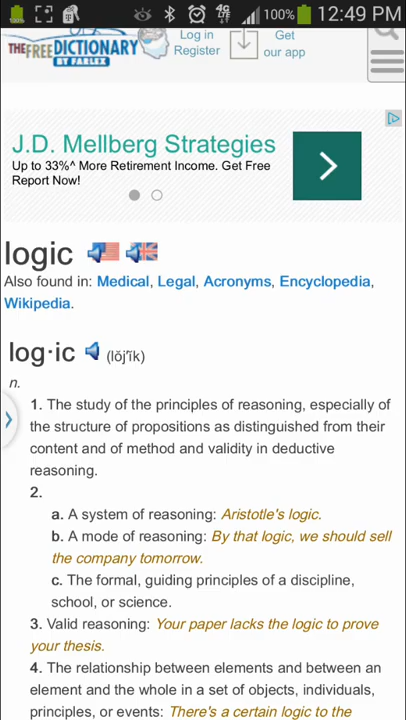 100% 12:49 PM
4G
LTE
THE FREE DICTIONARY
BY FARLEX
Log in
Register
Get
our app
J.D. Mellberg Strategies
Up to 33%^ More Retirement Income. Get Free
Report Now!
logic
Also found in: Medical, Legal, Acronyms, Encyclopedia,
Wikipedia.
log·ic (lŏj′ĭk)
n.
1. The study of the principles of reasoning, especially of
the structure of propositions as distinguished from their
content and of method and validity in deductive
reasoning.
2.
a. A system of reasoning: Aristotle's logic.
b. A mode of reasoning: By that logic, we should sell
the company tomorrow.
c. The formal, guiding principles of a discipline,
school, or science.
3. Valid reasoning: Your paper lacks the logic to prove
your thesis.
4. The relationship between elements and between an
element and the whole in a set of objects, individuals,
principles, or events: There's a certain logic to the